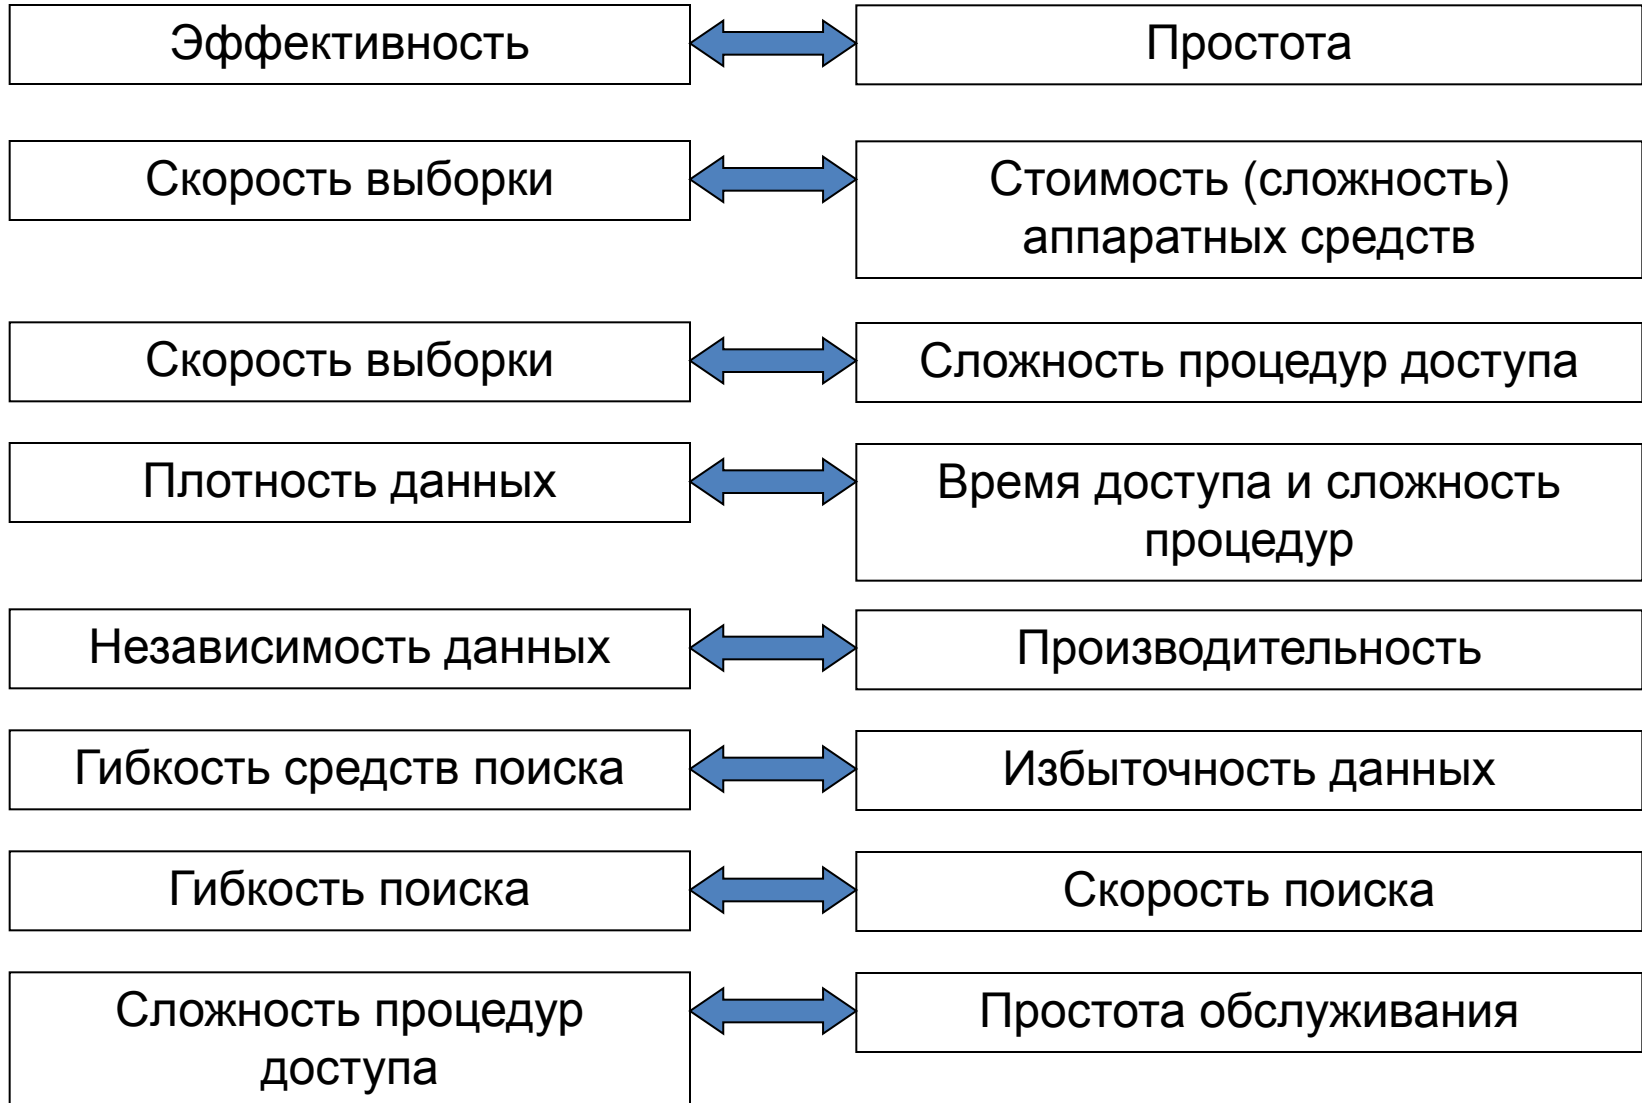 Эффективность
Простота
Скорость выборки
Стоимость (сложность)
аппаратных средств
Скорость выборки
Сложность процедур доступа
Плотность данных
Время доступа и сложность
процедур
Независимость данных
Производительность
Гибкость средств поиска
Избыточность данных
Гибкость поиска
Скорость поиска
Сложность процедур
доступа
Простота обслуживания